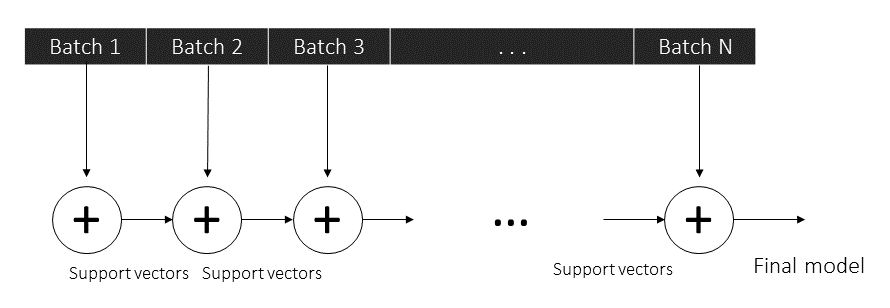 Batch 1 Batch 2 Batch 3 . . . Batch N
+ + + ... +
Support vectors Support vectors Support vectors Final model